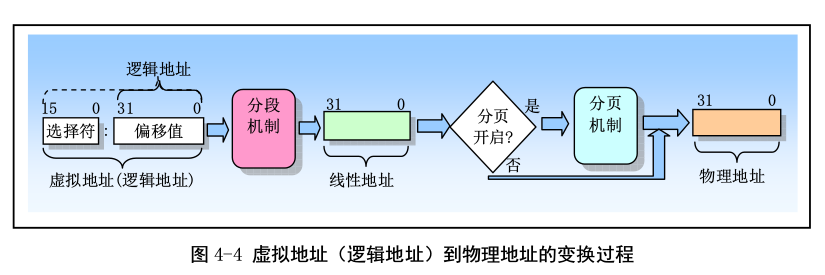 逻辑地址
15 0 31 0
选择符 : 偏移值
虚拟地址(逻辑地址)
分段
机制
31 0
线性地址
分页
开启?
是
否
分页
机制
31 0
物理地址
图 4-4 虚拟地址（逻辑地址）到物理地址的变换过程